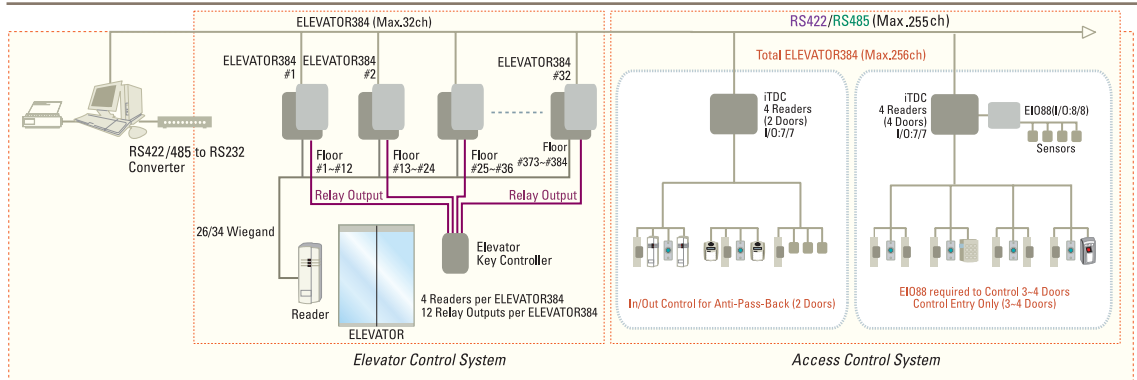 ELEVATOR384 (Max.32ch)
RS422/RS485 (Max.255ch)
Total ELEVATOR384 (Max.256ch)
ELEVATOR384
#1
ELEVATOR384
#2
ELEVATOR384
#32
iTDC
4 Readers
(2 Doors)
I/O:7/7
iTDC
4 Readers
(4 Doors)
I/O:7/7
EIO88(I/O:8/8)
Sensors
RS422/485 to RS232
Converter
Floor
#1~#12
Floor
#13~#24
Floor
#25~#36
Floor
#373~#384
Relay Output
Relay Output
26/34 Wiegand
Reader
ELEVATOR
Elevator
Key Controller
4 Readers per ELEVATOR384
12 Relay Outputs per ELEVATOR384
In/Out Control for Anti-Pass-Back (2 Doors)
EIO88 required to Control 3~4 Doors
Control Entry Only (3~4 Doors)
Elevator Control System
Access Control System